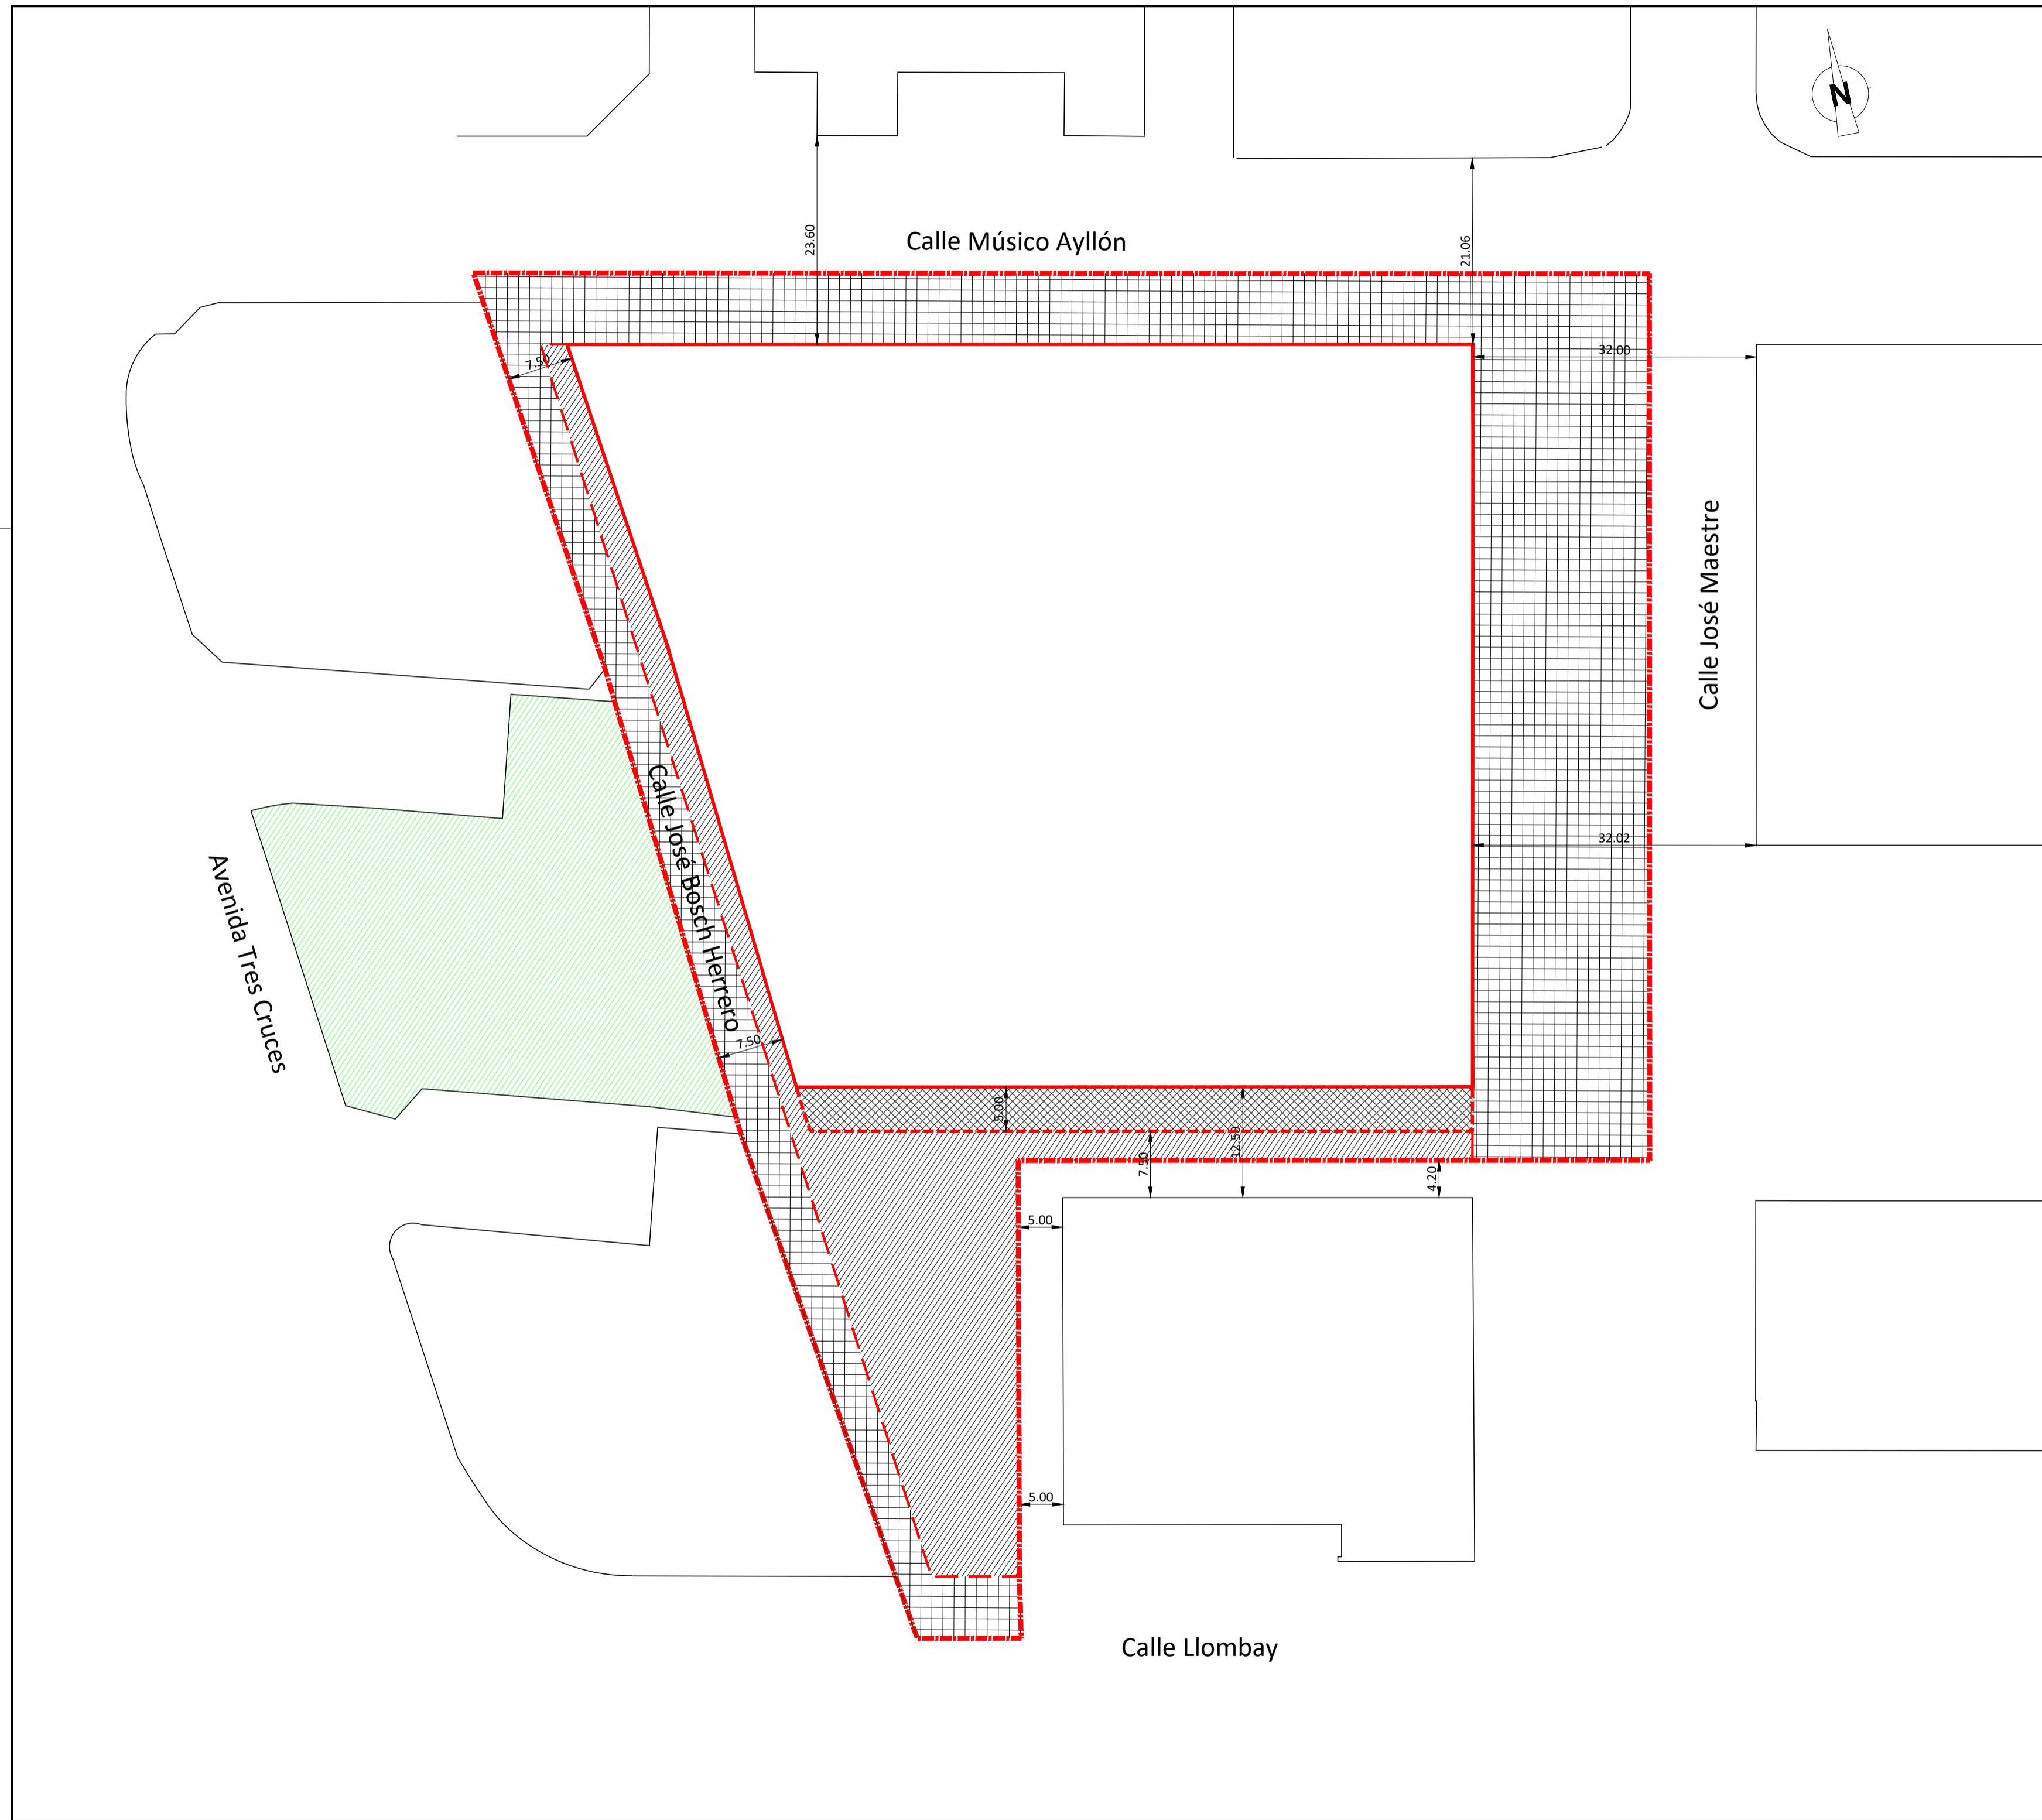 N
23.60
Calle Músico Ayllón
21.06
7.50
32.00
Calle José Maestre
Calle José Bosch Herrero
32.02
Avenida Tres Cruces
7.50
5.00
12.50
7.50
4.20
5.00
5.00
Calle Llombay